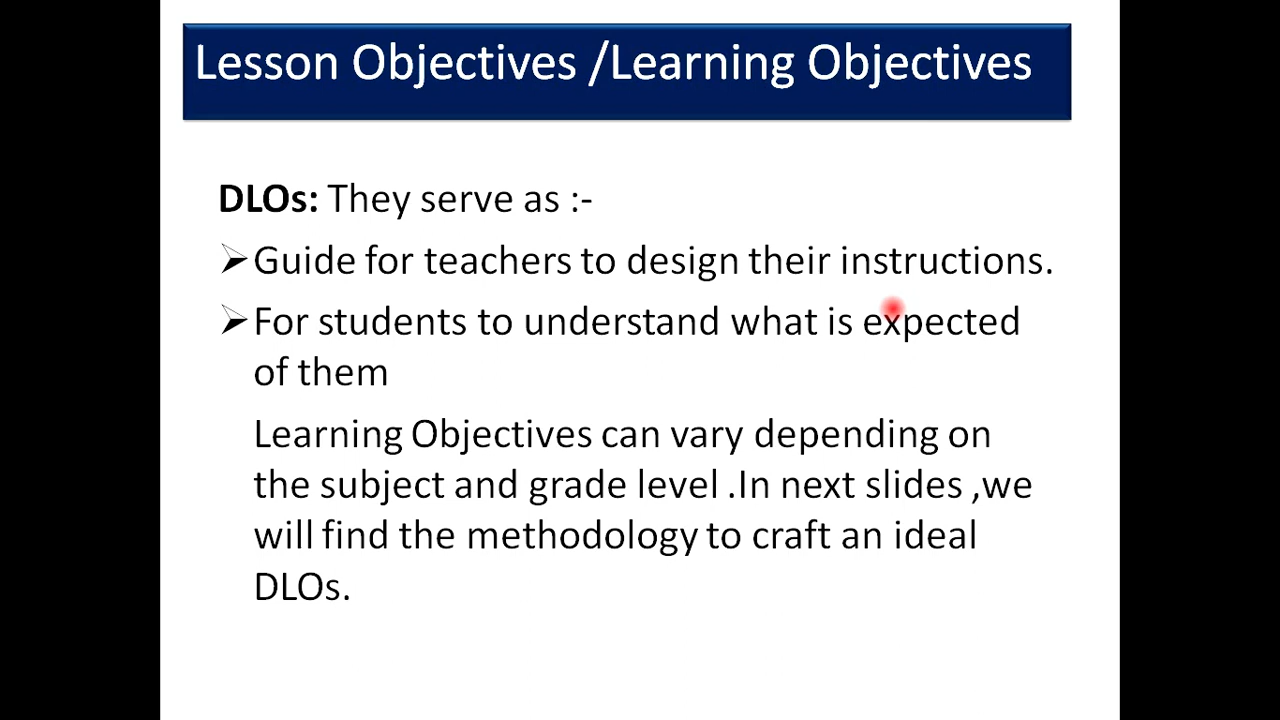 Lesson Objectives /Learning Objectives
DLOs: They serve as :-
Guide for teachers to design their instructions.
For students to understand what is expected
of them
Learning Objectives can vary depending on
the subject and grade level .In next slides ,we
will find the methodology to craft an ideal
DLOs.